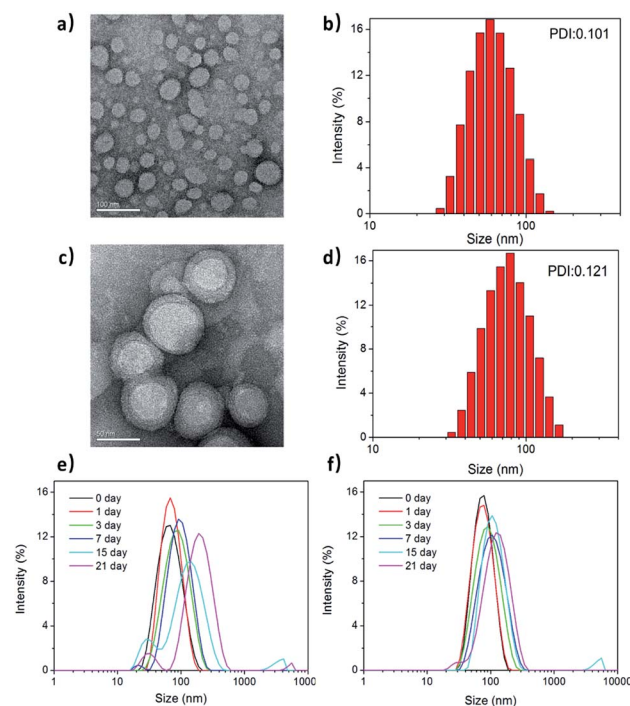 a)
100 nm
b)
PDI:0.101
Intensity (%)
16
12
8
4
0
10
100
Size (nm)
c)
50 nm
d)
PDI:0.121
Intensity (%)
16
12
8
4
0
10
100
Size (nm)
e)
0 day
1 day
3 day
7 day
15 day
21 day
Intensity (%)
16
12
8
4
0
1
10
100
1000
10000
Size (nm)
f)
0 day
1 day
3 day
7 day
15 day
21 day
Intensity (%)
16
12
8
4
0
1
10
100
1000
10000
Size (nm)